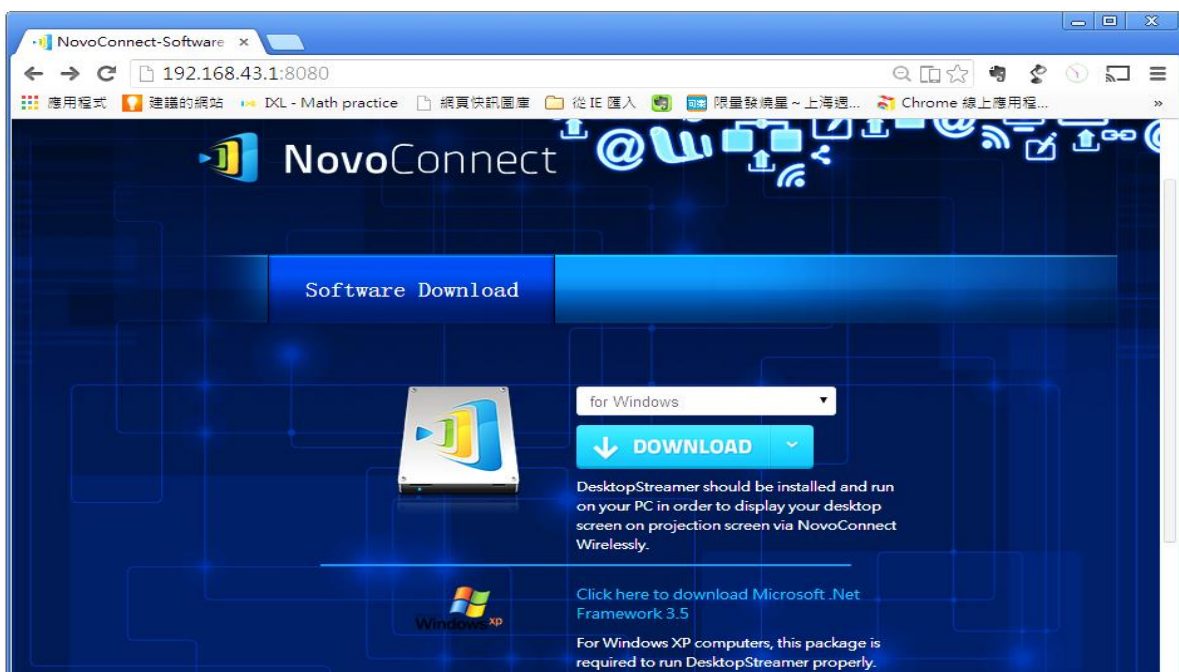 NovoConnect-Software
192.168.43.1:8080
應用程式 建議的網站 IXL - Math practice 網頁快訊圖庫 從 IE 匯入 限量發燒星~上海遇... Chrome 線上應用程... »
NovoConnect
Software Download
for Windows
DOWNLOAD
DesktopStreamer should be installed and run
on your PC in order to display your desktop
screen on projection screen via NovoConnect
Wirelessly.
Windows xp
Click here to download Microsoft .Net
Framework 3.5
For Windows XP computers, this package is
required to run DesktopStreamer properly.